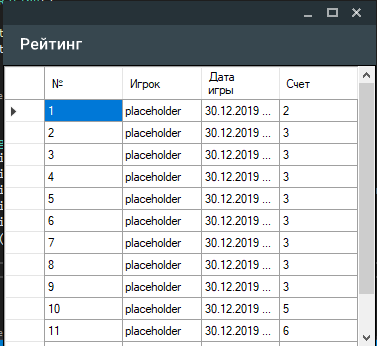 Рейтинг
№ Игрок Дата игры Счет
1 placeholder 30.12.2019 ... 2
2 placeholder 30.12.2019 ... 3
3 placeholder 30.12.2019 ... 3
4 placeholder 30.12.2019 ... 3
5 placeholder 30.12.2019 ... 3
6 placeholder 30.12.2019 ... 3
7 placeholder 30.12.2019 ... 3
8 placeholder 30.12.2019 ... 3
9 placeholder 30.12.2019 ... 3
10 placeholder 30.12.2019 ... 5
11 placeholder 30.12.2019 ... 6